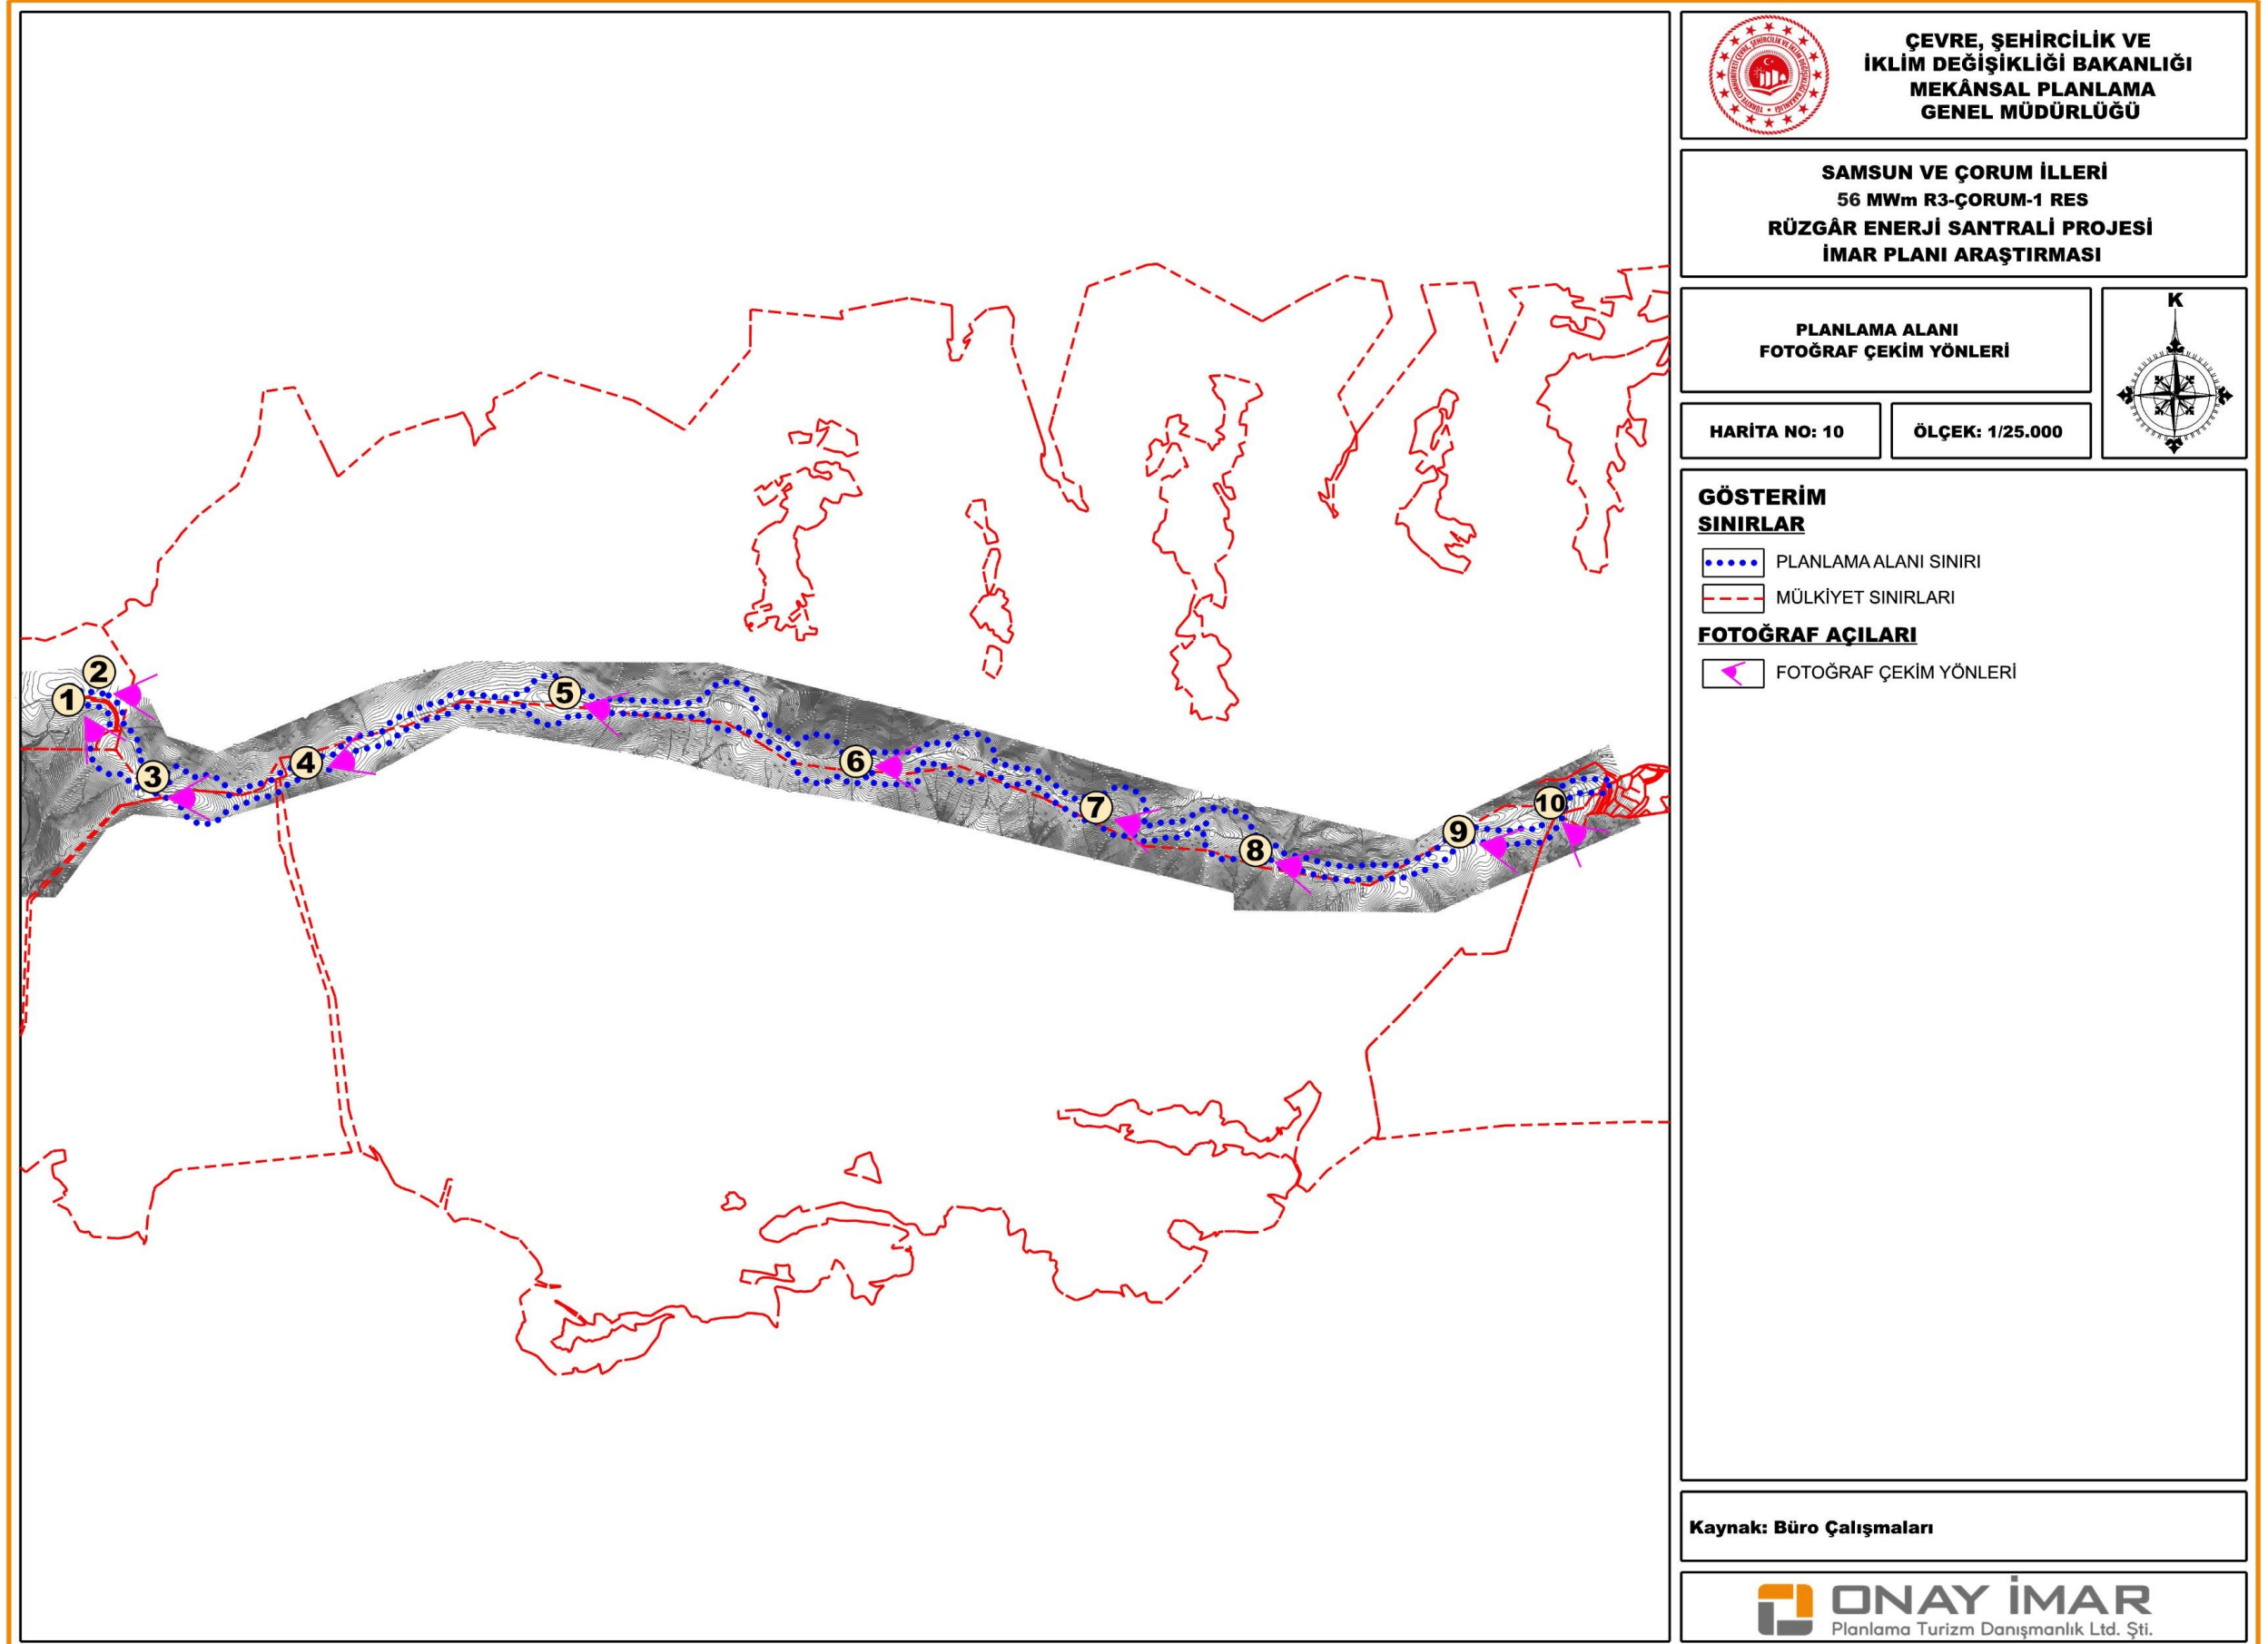 ÇEVRE, ŞEHİRCİLİK VE
İKLİM DEĞİŞİKLİĞİ BAKANLIĞI
MEKÂNSAL PLANLAMA
GENEL MÜDÜRLÜĞÜ
SAMSUN VE ÇORUM İLLERİ
56 MWm R3-ÇORUM-1 RES
RÜZGÂR ENERJİ SANTRALİ PROJESİ
İMAR PLANI ARAŞTIRMASI
PLANLAMA ALANI
FOTOĞRAF ÇEKİM YÖNLERİ
K
HARİTA NO: 10
ÖLÇEK: 1/25.000
GÖSTERİM
SINIRLAR
PLANLAMA ALANI SINIRI
MÜLKİYET SINIRLARI
FOTOĞRAF AÇILARI
FOTOĞRAF ÇEKİM YÖNLERİ
1
2
3
4
5
6
7
8
9
10
Kaynak: Büro Çalışmaları
ONAY İMAR
Planlama Turizm Danışmanlık Ltd. Şti.